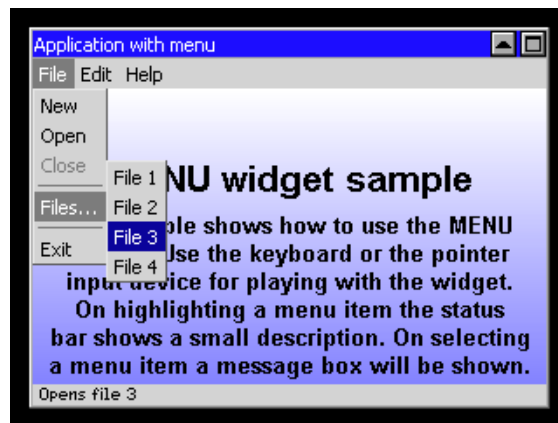 Application with menu
File Edit Help
New
Open
Close
Files...
Exit
File 1
File 2
File 3
File 4
NU widget sample
ple shows how to use the MENU
Use the keyboard or the pointer
input device for playing with the widget.
On highlighting a menu item the status
bar shows a small description. On selecting
a menu item a message box will be shown.
Opens file 3